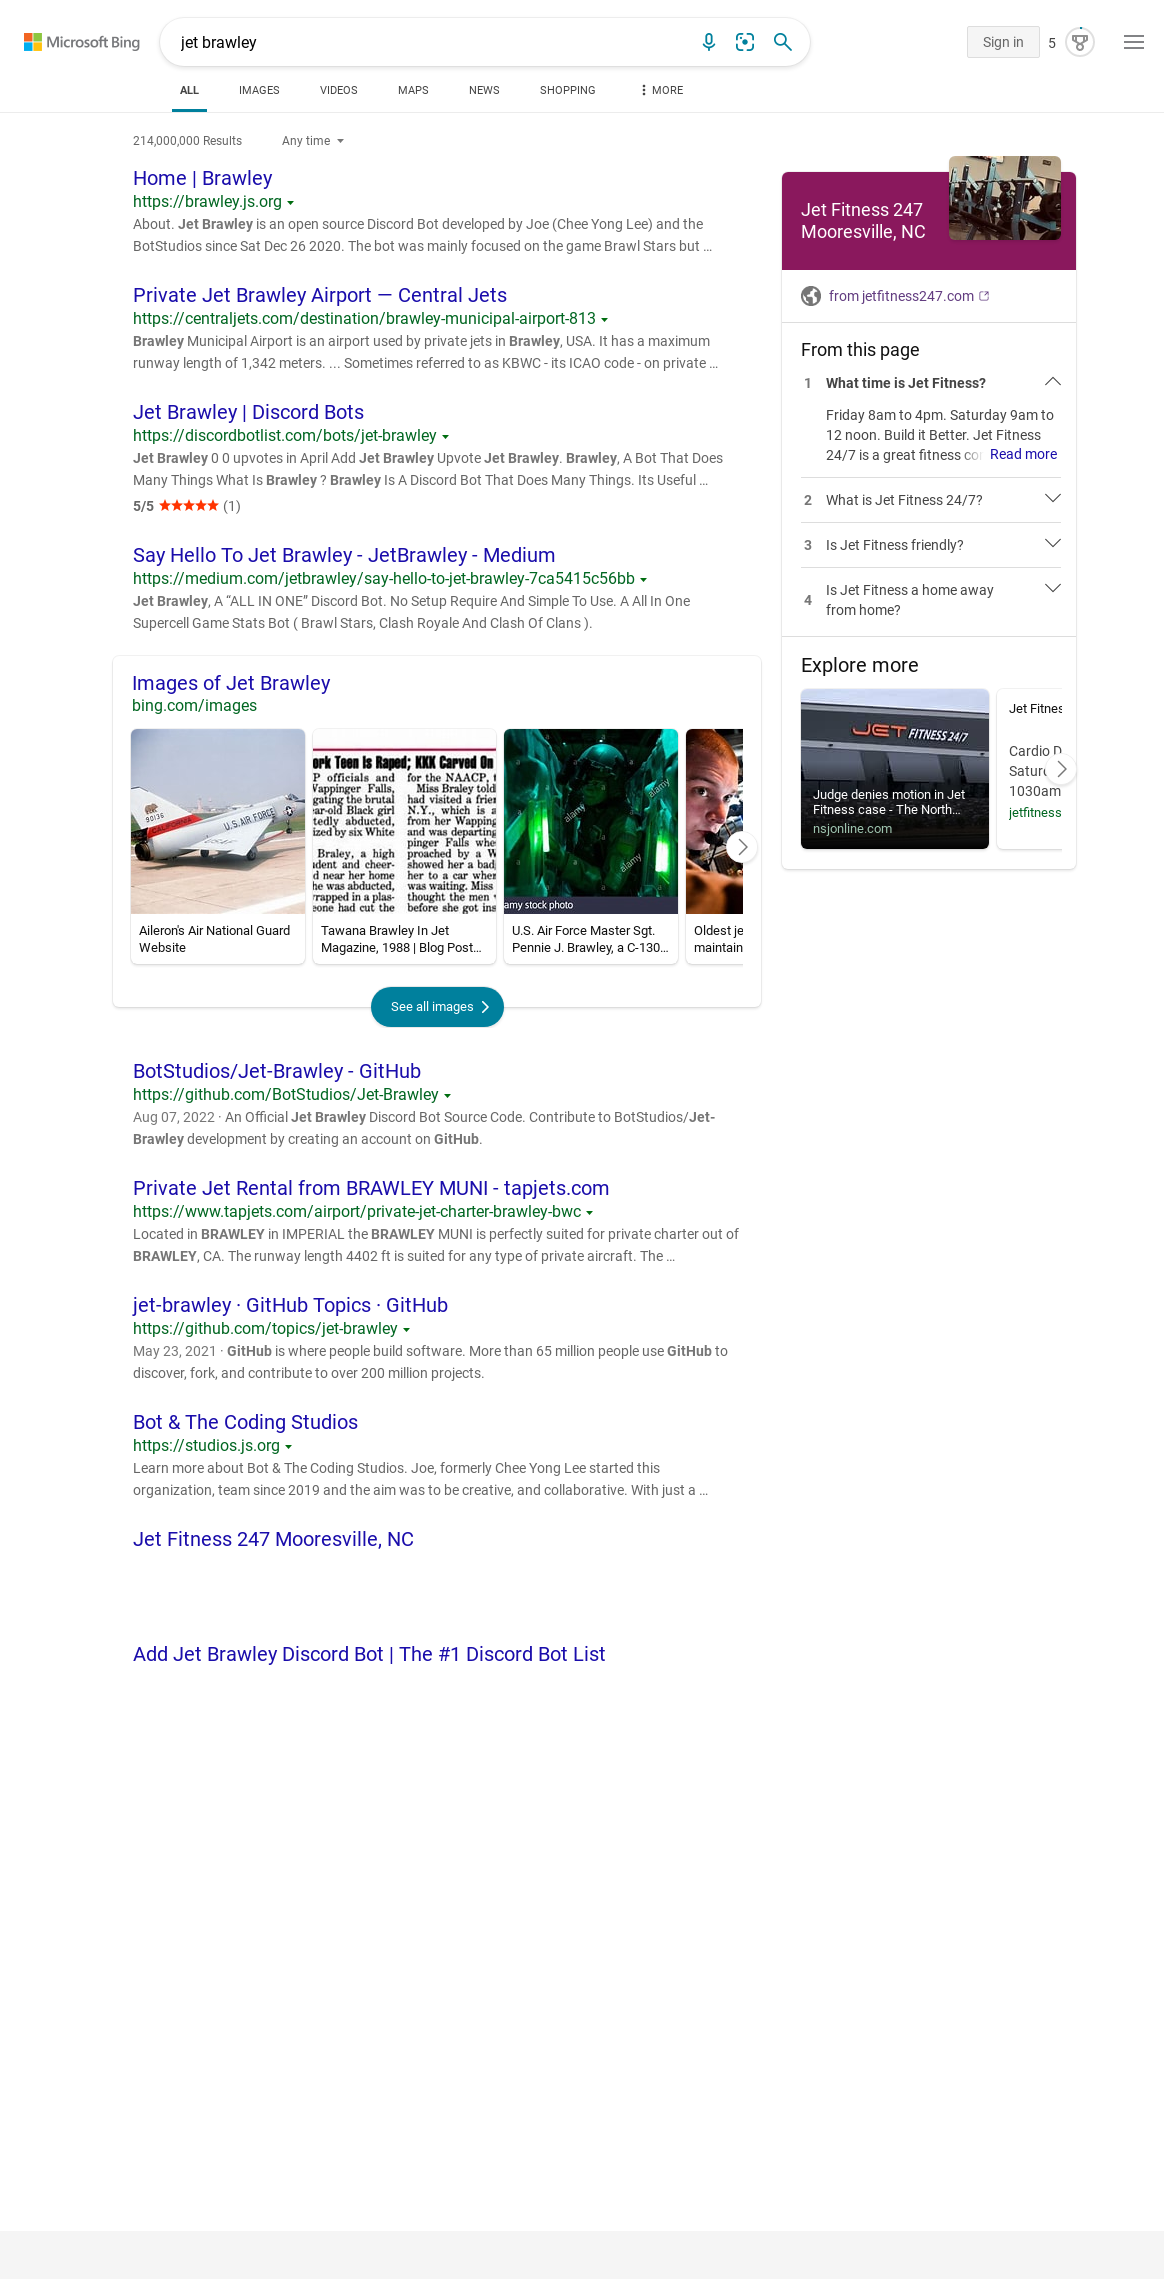 Microsoft Bing
jet brawley
Sign in
5
ALL
IMAGES
VIDEOS
MAPS
NEWS
SHOPPING
MORE
214,000,000 Results
Any time
Home | Brawley
https://brawley.js.org
About. Jet Brawley is an open source Discord Bot developed by Joe (Chee Yong Lee) and the
BotStudios since Sat Dec 26 2020. The bot was mainly focused on the game Brawl Stars but …
Private Jet Brawley Airport — Central Jets
https://centraljets.com/destination/brawley-municipal-airport-813
Brawley Municipal Airport is an airport used by private jets in Brawley, USA. It has a maximum
runway length of 1,342 meters. ... Sometimes referred to as KBWC - its ICAO code - on private …
Jet Brawley | Discord Bots
https://discordbotlist.com/bots/jet-brawley
Jet Brawley 0 0 upvotes in April Add Jet Brawley Upvote Jet Brawley. Brawley, A Bot That Does
Many Things What Is Brawley ? Brawley Is A Discord Bot That Does Many Things. Its Useful …
5/5 (1)
Say Hello To Jet Brawley - JetBrawley - Medium
https://medium.com/jetbrawley/say-hello-to-jet-brawley-7ca5415c56bb
Jet Brawley, A “ALL IN ONE” Discord Bot. No Setup Require And Simple To Use. A All In One
Supercell Game Stats Bot ( Brawl Stars, Clash Royale And Clash Of Clans ).
Images of Jet Brawley
bing.com/images
90136
CALIFORNIA
U.S. AIR FORCE
Aileron's Air National Guard
Website
ork Teen Is Raped; KKK Carved On
P officials and
Wappinger Falls,
gating the brutal
ear-old Black girl
tedly abducted,
ized by six White
Braley, a high
dent and cheer-
d near her home
he was abducted,
rapped in a plas-
eone had cut the
for the NAACP, t
Miss Braley told
had visited a frien
N.Y., which is a
from her Wapping
and was departing
pinger Falls whe
proached by a W
showed her a bad
her to a car wher
was waiting. Miss
thought the men w
before she got ins
Tawana Brawley In Jet
Magazine, 1988 | Blog Post…
alamy
alamy
alamy
amy stock photo
U.S. Air Force Master Sgt.
Pennie J. Brawley, a C-130…
Oldest je
maintain
See all images
BotStudios/Jet-Brawley - GitHub
https://github.com/BotStudios/Jet-Brawley
Aug 07, 2022 · An Official Jet Brawley Discord Bot Source Code. Contribute to BotStudios/Jet-
Brawley development by creating an account on GitHub.
Private Jet Rental from BRAWLEY MUNI - tapjets.com
https://www.tapjets.com/airport/private-jet-charter-brawley-bwc
Located in BRAWLEY in IMPERIAL the BRAWLEY MUNI is perfectly suited for private charter out of
BRAWLEY, CA. The runway length 4402 ft is suited for any type of private aircraft. The …
jet-brawley · GitHub Topics · GitHub
https://github.com/topics/jet-brawley
May 23, 2021 · GitHub is where people build software. More than 65 million people use GitHub to
discover, fork, and contribute to over 200 million projects.
Bot & The Coding Studios
https://studios.js.org
Learn more about Bot & The Coding Studios. Joe, formerly Chee Yong Lee started this
organization, team since 2019 and the aim was to be creative, and collaborative. With just a …
Jet Fitness 247 Mooresville, NC
Add Jet Brawley Discord Bot | The #1 Discord Bot List
Jet Fitness 247
Mooresville, NC
from jetfitness247.com
From this page
1 What time is Jet Fitness?
Friday 8am to 4pm. Saturday 9am to
12 noon. Build it Better. Jet Fitness
24/7 is a great fitness co Read more
2 What is Jet Fitness 24/7?
3 Is Jet Fitness friendly?
4 Is Jet Fitness a home away
from home?
Explore more
JET FITNESS 24/7
Judge denies motion in Jet
Fitness case - The North…
nsjonline.com
Jet Fitnes
Cardio D
Satur
1030am
jetfitness